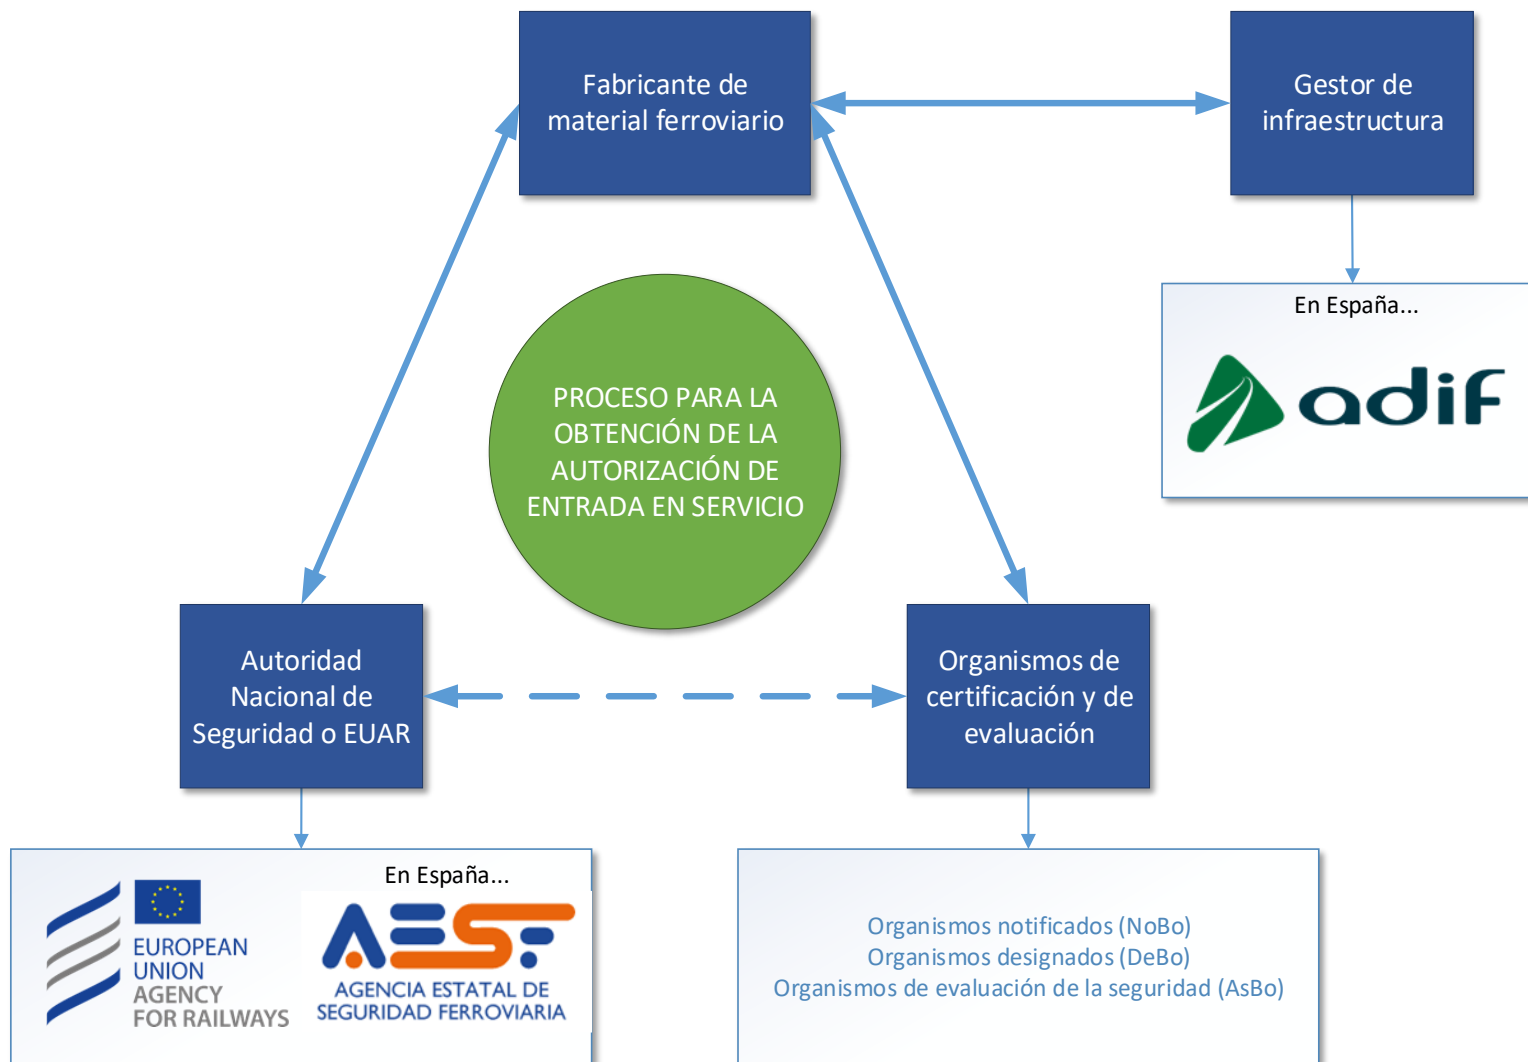 Fabricante de
material ferroviario
Gestor de
infraestructura
En España...
adif
PROCESO PARA LA
OBTENCIÓN DE LA
AUTORIZACIÓN DE
ENTRADA EN SERVICIO
Autoridad
Nacional de
Seguridad o EUAR
Organismos de
certificación y de
evaluación
EUROPEAN
UNION
AGENCY
FOR RAILWAYS
En España...
AESF
AGENCIA ESTATAL DE
SEGURIDAD FERROVIARIA
Organismos notificados (NoBo)
Organismos designados (DeBo)
Organismos de evaluación de la seguridad (AsBo)